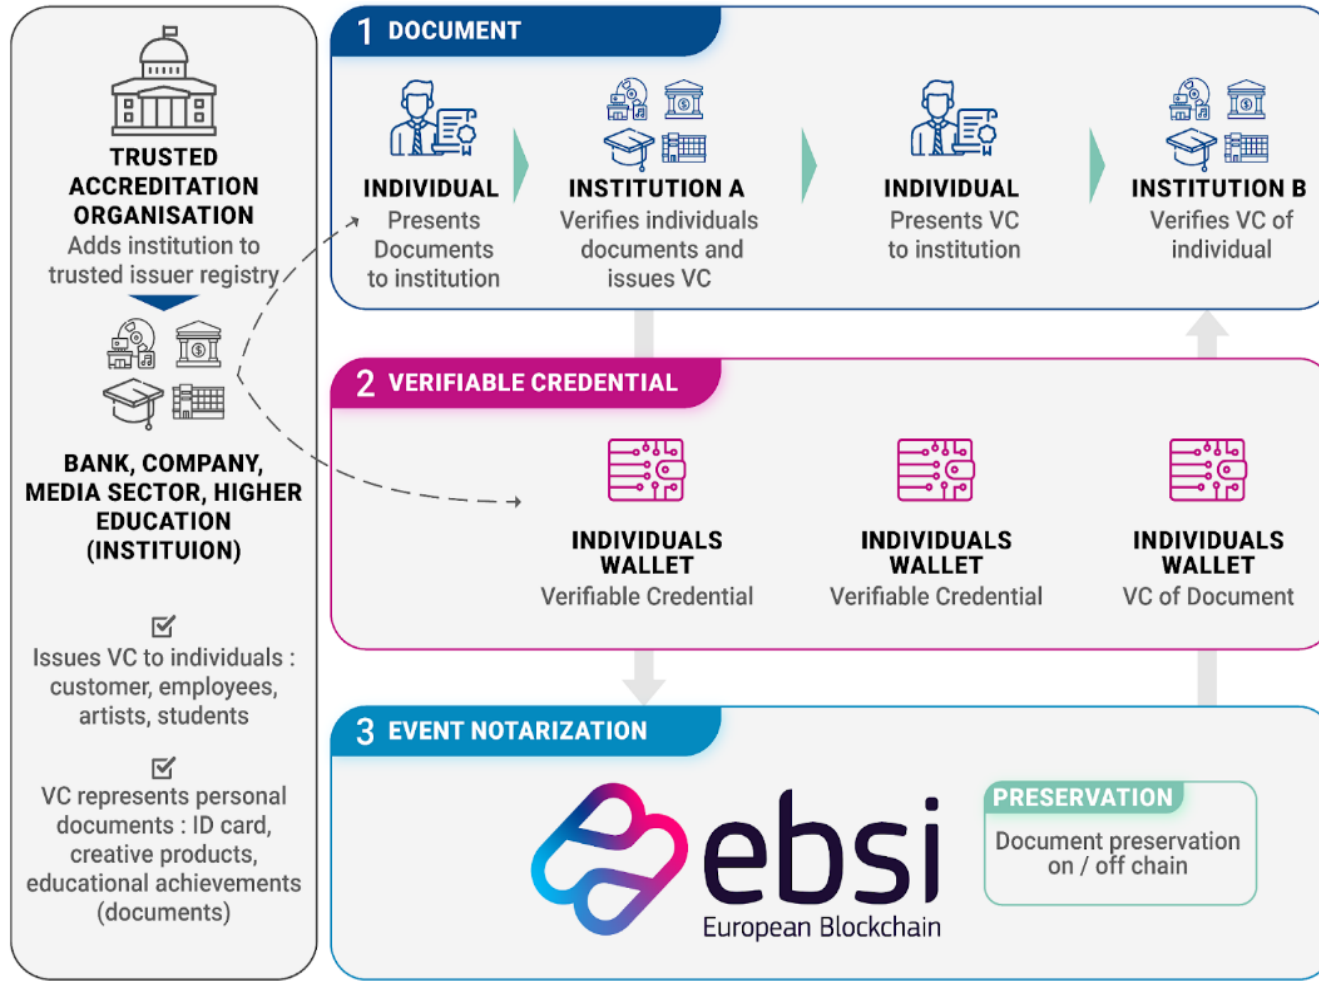 TRUSTED
ACCREDITATION
ORGANISATION
Adds institution to
trusted issuer registry
BANK, COMPANY,
MEDIA SECTOR, HIGHER
EDUCATION
(INSTITUION)
Issues VC to individuals :
customer, employees,
artists, students
VC represents personal
documents : ID card,
creative products,
educational achievements
(documents)
1 DOCUMENT
INDIVIDUAL
Presents
Documents
to institution
INSTITUTION A
Verifies individuals
documents and
issues VC
INDIVIDUAL
Presents VC
to institution
INSTITUTION B
Verifies VC of
individual
2 VERIFIABLE CREDENTIAL
INDIVIDUALS
WALLET
Verifiable Credential
INDIVIDUALS
WALLET
Verifiable Credential
INDIVIDUALS
WALLET
VC of Document
3 EVENT NOTARIZATION
ebsi
European Blockchain
PRESERVATION
Document preservation
on / off chain